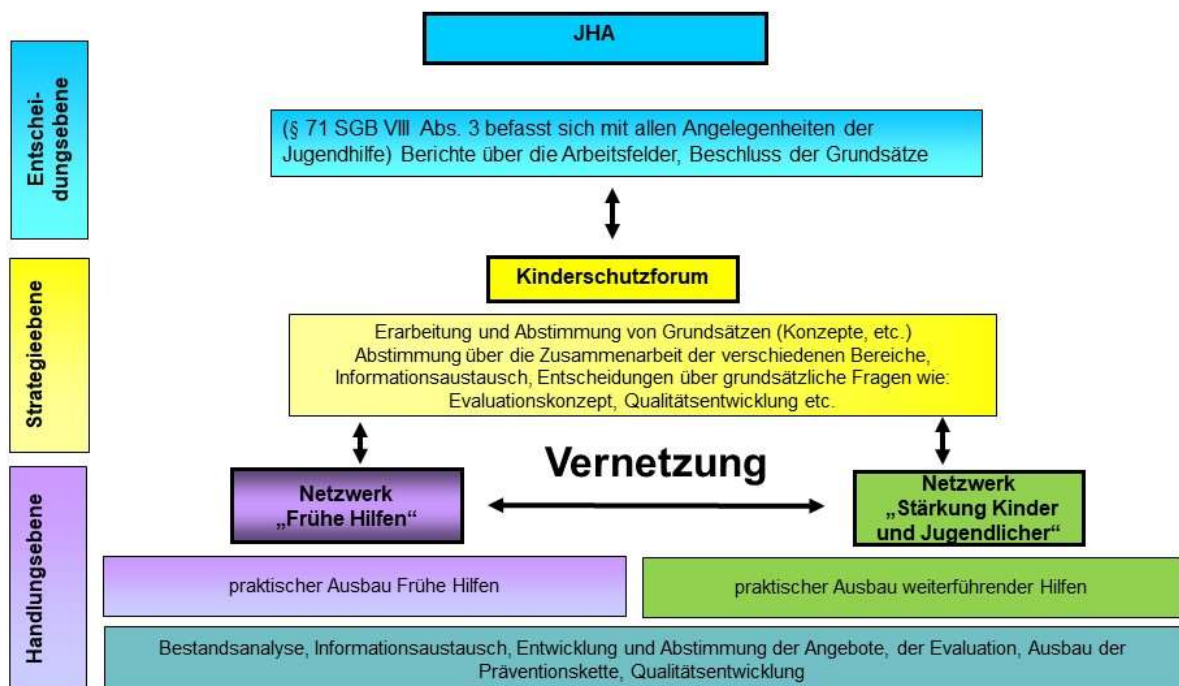 JHA
Entschei-
dungsebene
(§ 71 SGB VIII Abs. 3 befasst sich mit allen Angelegenheiten der
Jugendhilfe) Berichte über die Arbeitsfelder, Beschluss der Grundsätze
Strategieebene
Kinderschutzforum
Erarbeitung und Abstimmung von Grundsätzen (Konzepte, etc.)
Abstimmung über die Zusammenarbeit der verschiedenen Bereiche,
Informationsaustausch, Entscheidungen über grundsätzliche Fragen wie:
Evaluationskonzept, Qualitätsentwicklung etc.
Vernetzung
Handlungsebene
Netzwerk
„Frühe Hilfen“
Netzwerk
„Stärkung Kinder
und Jugendlicher“
praktischer Ausbau Frühe Hilfen
praktischer Ausbau weiterführender Hilfen
Bestandsanalyse, Informationsaustausch, Entwicklung und Abstimmung der Angebote, der Evaluation, Ausbau der
Präventionskette, Qualitätsentwicklung